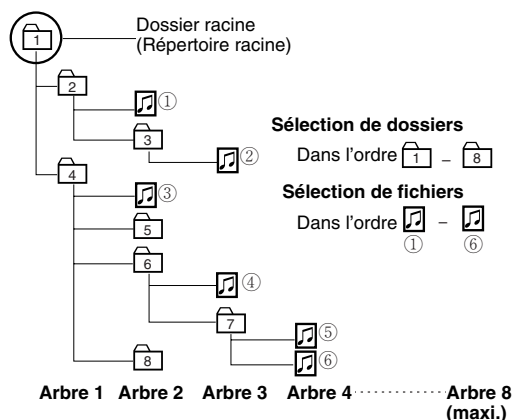 Dossier racine
(Répertoire racine)
1
2
①
3
②
Sélection de dossiers
Dans l'ordre 1 – 8
4
③
Sélection de fichiers
Dans l'ordre –
① ⑥
5
6
④
7
⑤
8
⑥
Arbre 1 Arbre 2 Arbre 3 Arbre 4 ············ Arbre 8
(maxi.)